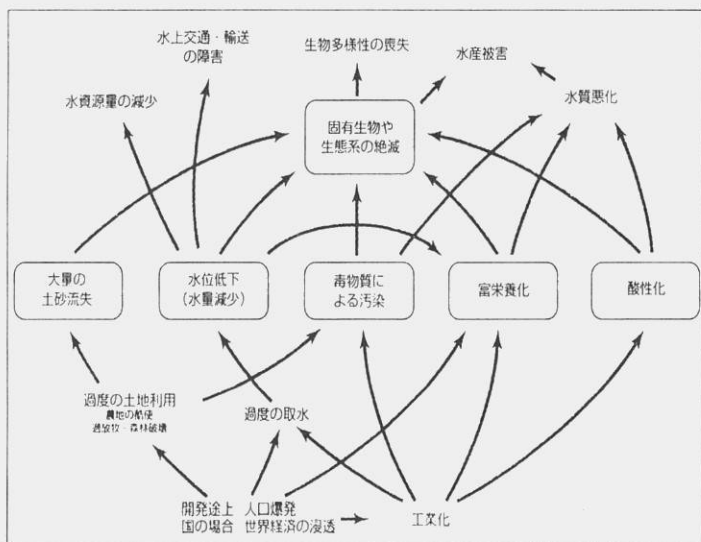 水上交通・輸送
の障害
生物多様性の喪失
水産被害
水資源量の減少
水質悪化
固有生物や
生態系の絶滅
大量の
土砂流失
水位低下
(水量減少)
毒物質に
よる汚染
富栄養化
酸性化
過度の土地利用
農地の酷使
過放牧・森林破壊
過度の取水
開発途上
国の場合
人口爆発
世界経済の浸透
工業化